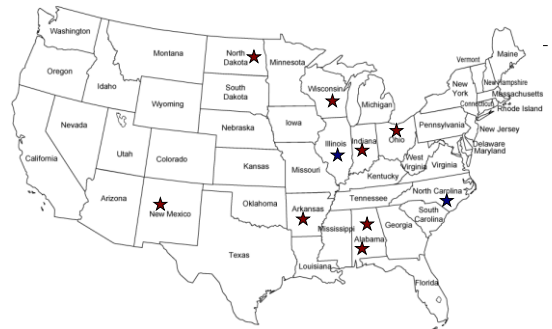 Washington
Montana
North
Dakota
Minnesota
Vermont
Maine
Oregon
Idaho
Wyoming
South
Dakota
Wisconsin
Michigan
New
York
New Hampshire
Massachusetts
Connecticut
Rhode Island
Nevada
Utah
Colorado
Nebraska
Iowa
Illinois
Indiana
Ohio
Pennsylvania
New Jersey
Delaware
Maryland
California
Kansas
Missouri
Kentucky
West
Virginia
Virginia
Arizona
New Mexico
Oklahoma
Arkansas
Tennessee
North Carolina
South
Carolina
Mississippi
Alabama
Georgia
Texas
Louisiana
Florida